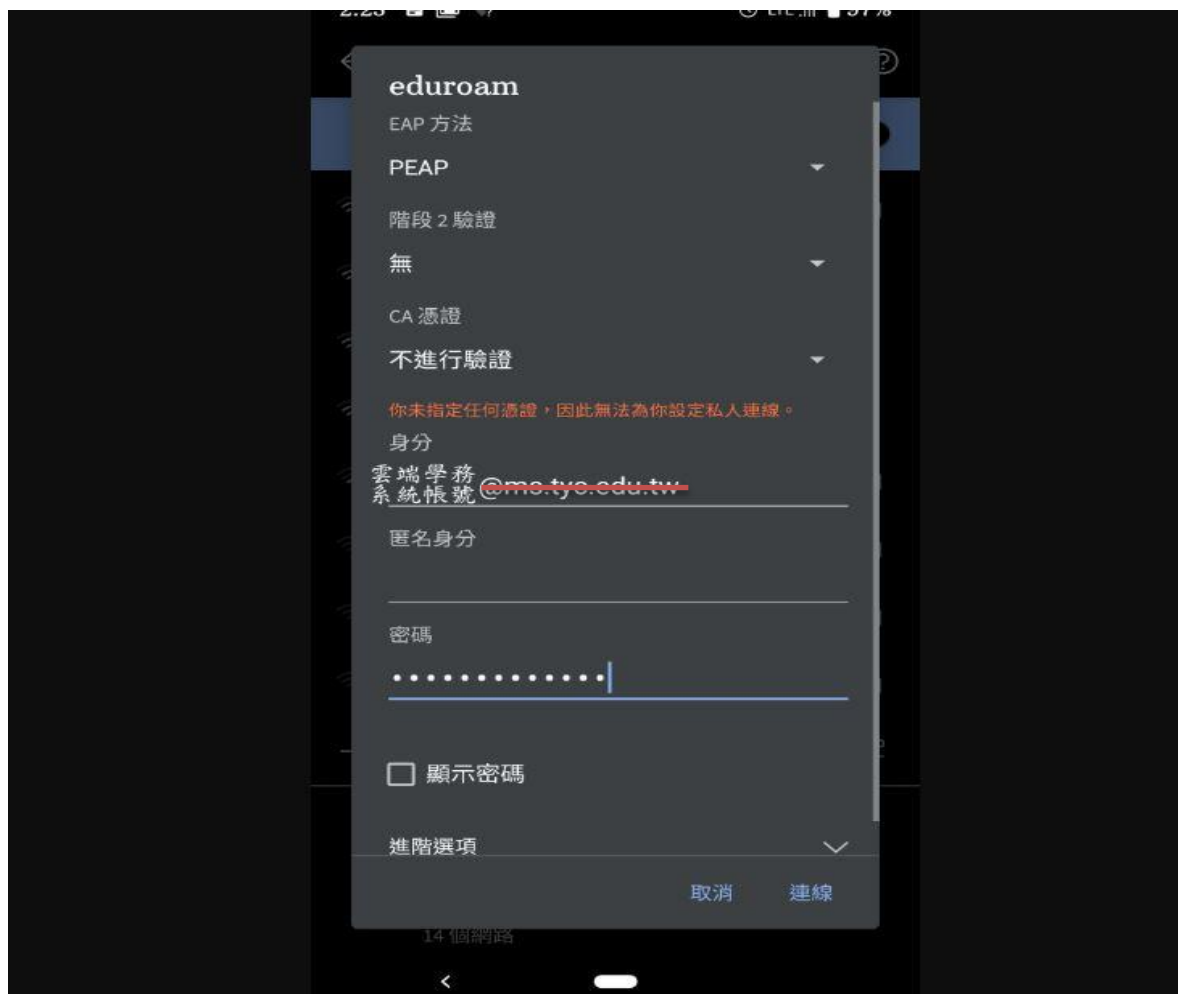 eduroam
EAP 方法
PEAP
階段 2 驗證
無
CA 憑證
不進行驗證
你未指定任何憑證，因此無法為你設定私人連線。
身分
雲端學務
系統帳號@ms.tyc.edu.tw
匿名身分
密碼
•••••••••••••
顯示密碼
進階選項
取消 連線
14 個網路